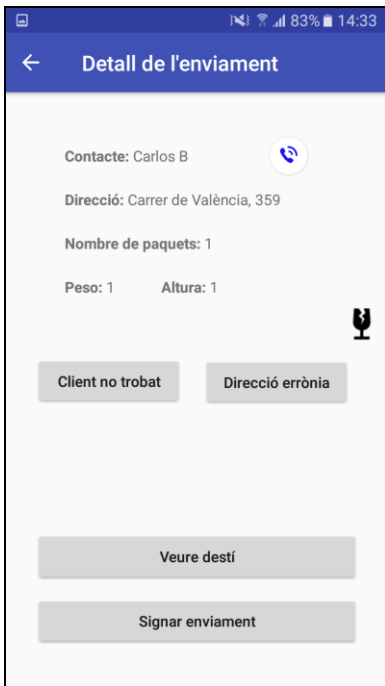 83% 14:33
Detall de l'enviament
Contacte: Carlos B
Direcció: Carrer de València, 359
Nombre de paquets: 1
Peso: 1 Altura: 1
Client no trobat Direcció errònia
Veure destí
Signar enviament